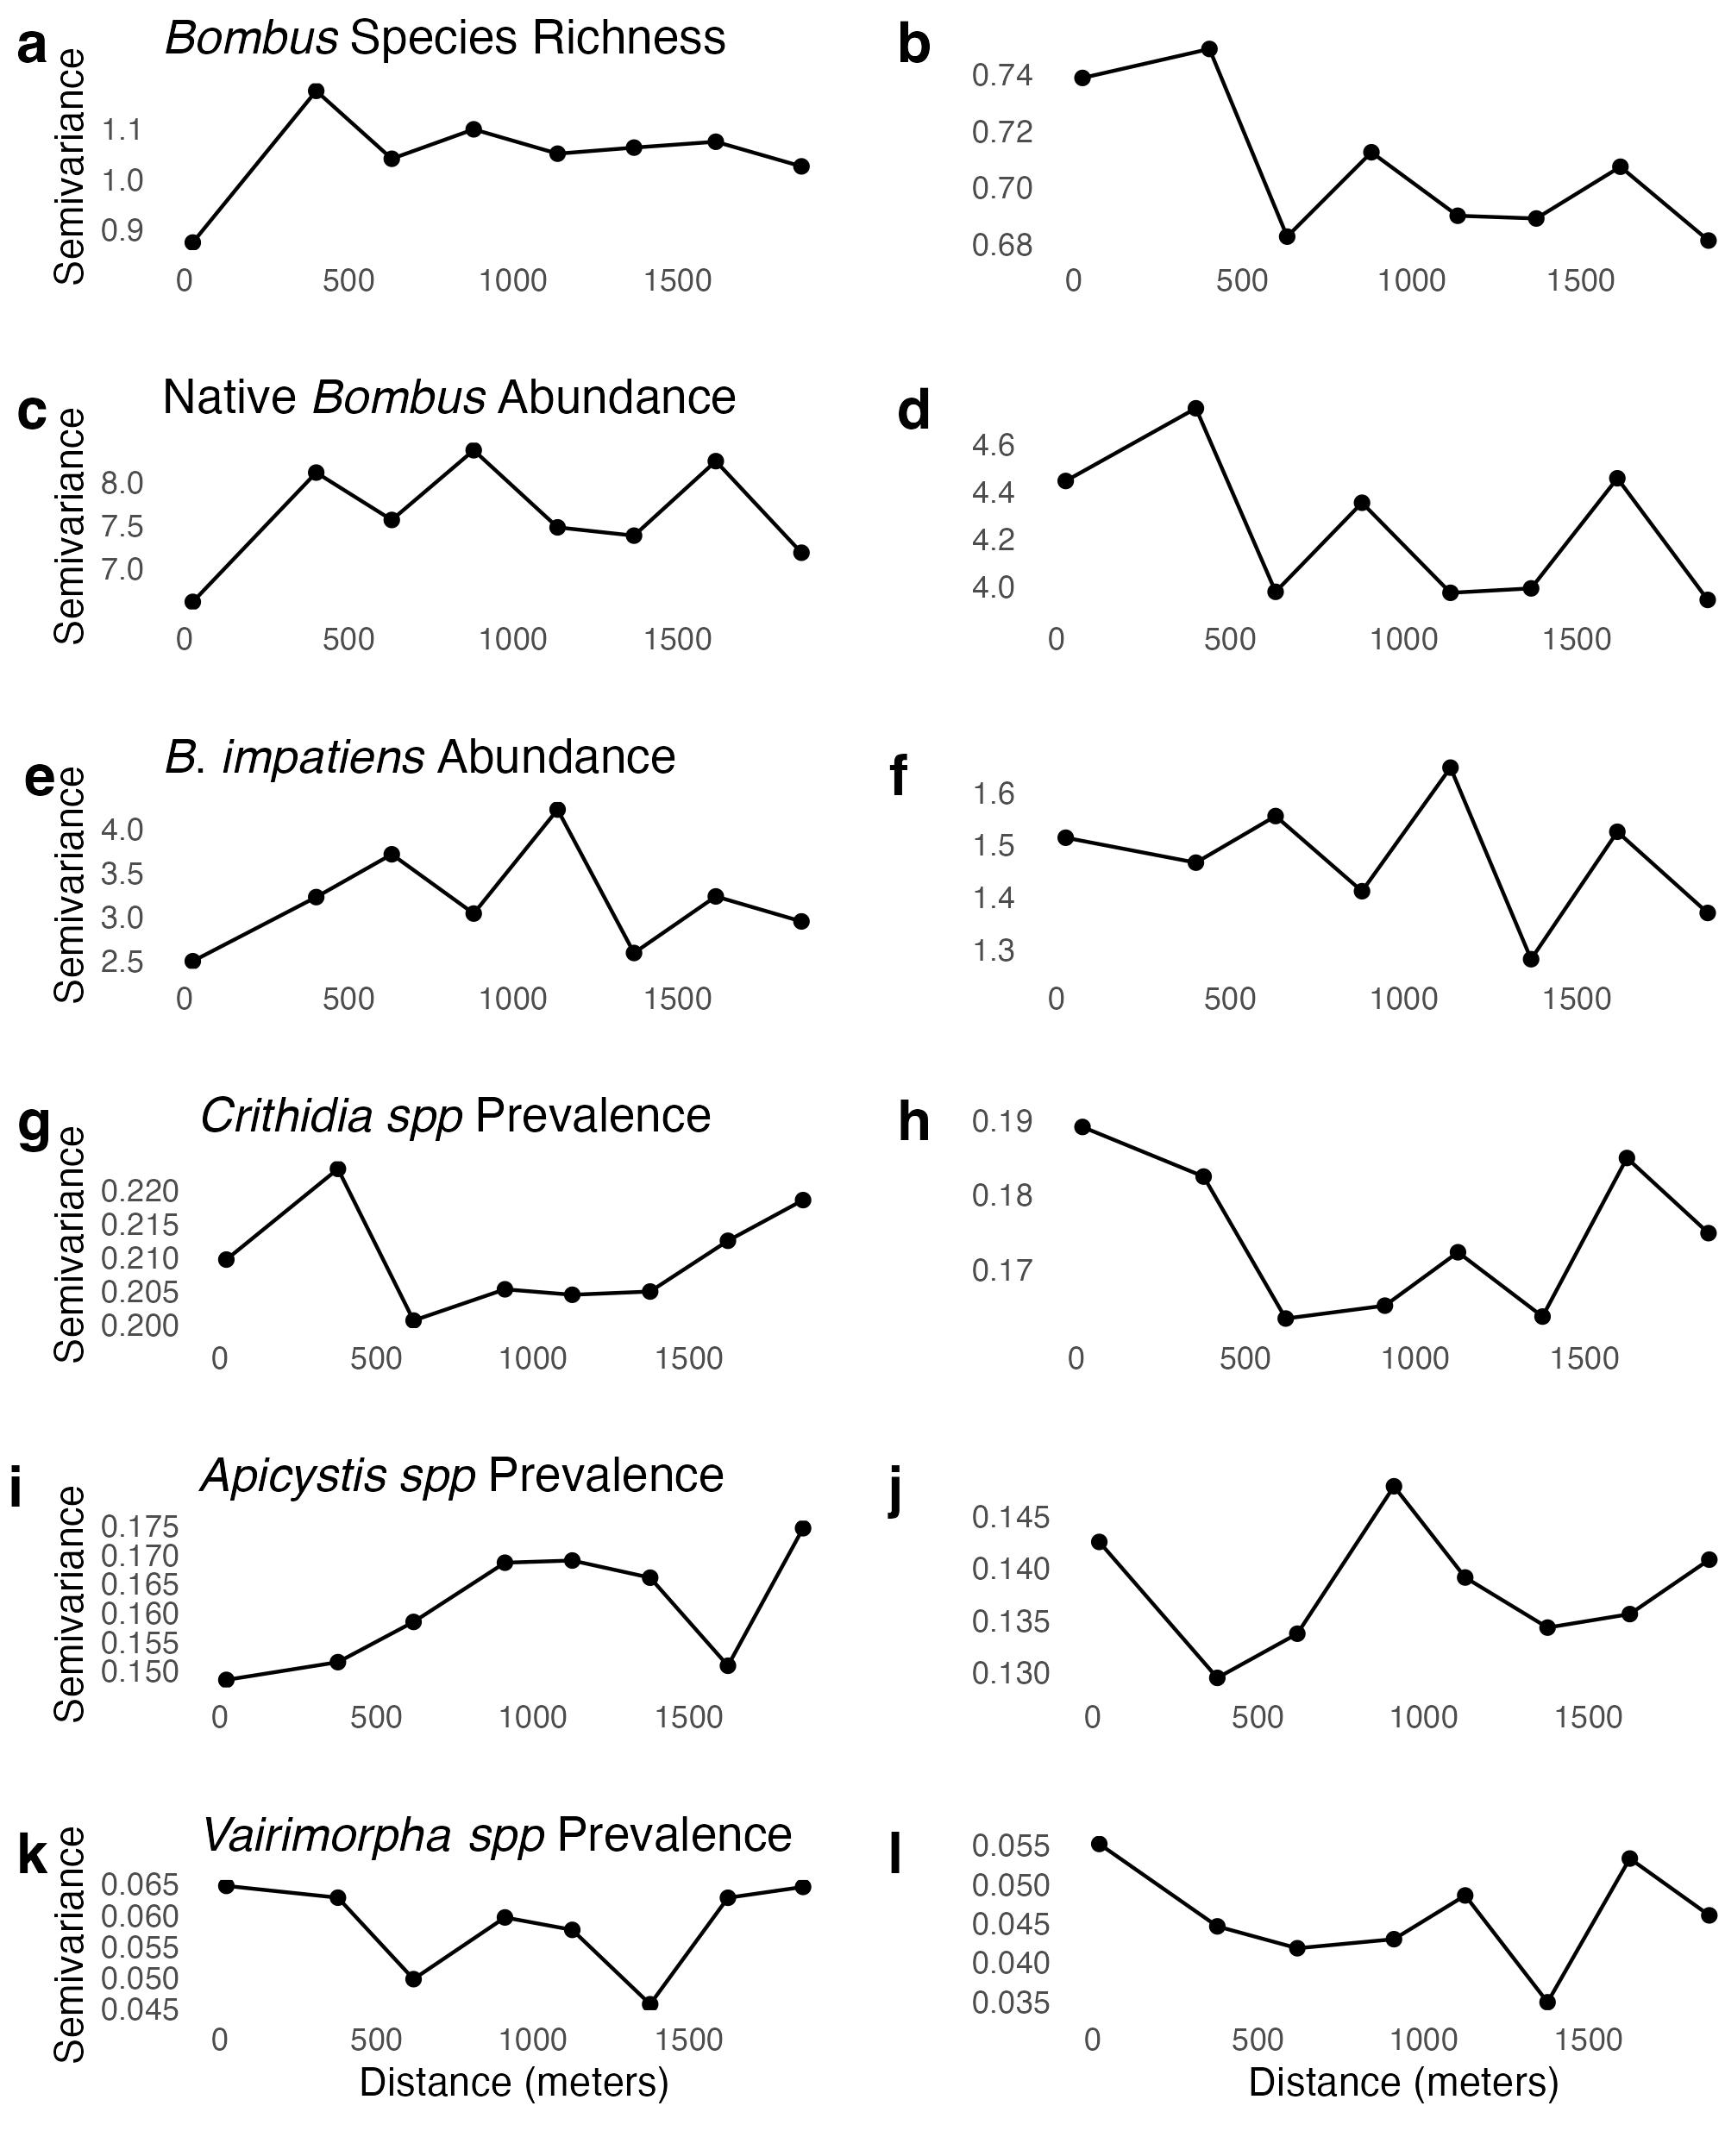 a Bombus Species Richness b
Semivariance
1.1
1.0
0.9
0 500 1000 1500
0.74
0.72
0.70
0.68
0 500 1000 1500
c Native Bombus Abundance d
Semivariance
8.0
7.5
7.0
0 500 1000 1500
4.6
4.4
4.2
4.0
0 500 1000 1500
e B. impatiens Abundance f
Semivariance
4.0
3.5
3.0
2.5
0 500 1000 1500
1.6
1.5
1.4
1.3
0 500 1000 1500
g Crithidia spp Prevalence h
Semivariance
0.220
0.215
0.210
0.205
0.200
0 500 1000 1500
0.19
0.18
0.17
0 500 1000 1500
i Apicystis spp Prevalence j
Semivariance
0.175
0.170
0.165
0.160
0.155
0.150
0 500 1000 1500
0.145
0.140
0.135
0.130
0 500 1000 1500
k Vairimorpha spp Prevalence l
Semivariance
0.065
0.060
0.055
0.050
0.045
0 500 1000 1500
Distance (meters)
0.055
0.050
0.045
0.040
0.035
0 500 1000 1500
Distance (meters)